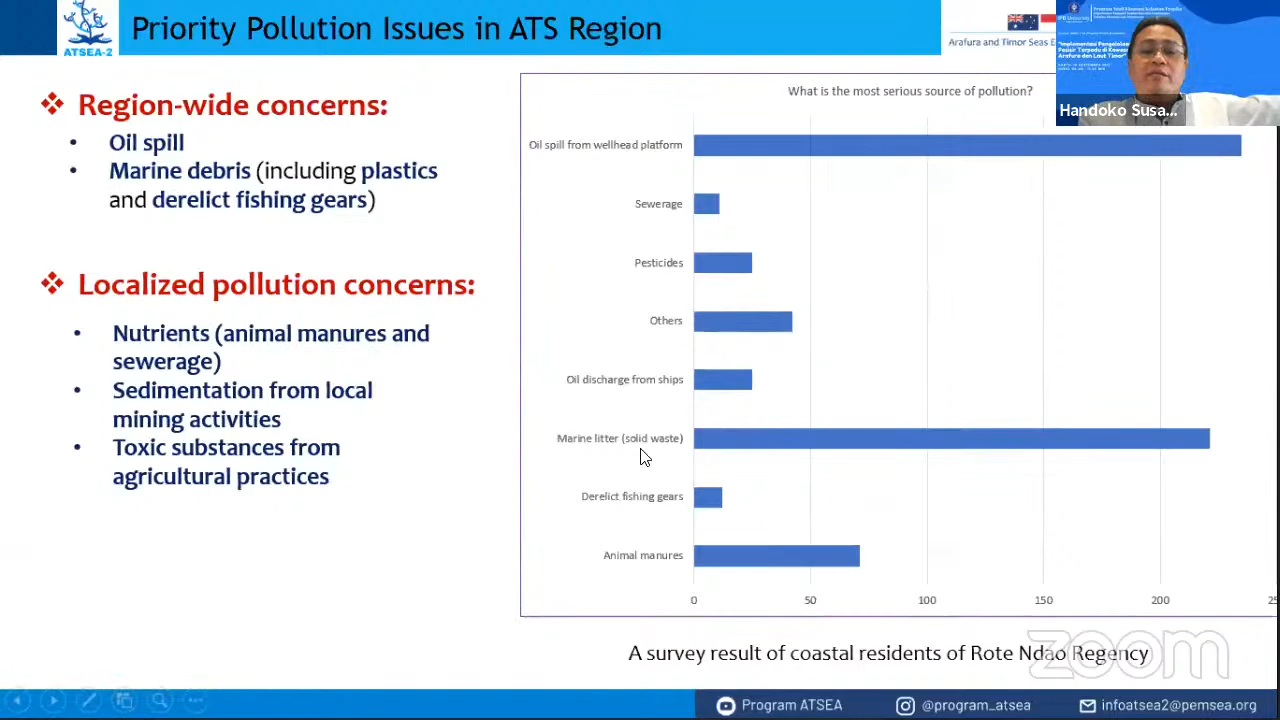 Priority Pollution Issues in ATS Region
ATSEA-2
Arafura and Timor Seas E
IPB University
Handoko Susa...
Region-wide concerns:
Oil spill
Marine debris (including plastics
and derelict fishing gears)
Localized pollution concerns:
Nutrients (animal manures and
sewerage)
Sedimentation from local
mining activities
Toxic substances from
agricultural practices
What is the most serious source of pollution?
Oil spill from wellhead platform
Sewerage
Pesticides
Others
Oil discharge from ships
Marine litter (solid waste)
Derelict fishing gears
Animal manures
0 50 100 150 200 25
A survey result of coastal residents of Rote Ndao Regency
zoom
Program ATSEA @program_atsea infoatsea2@pemsea.org